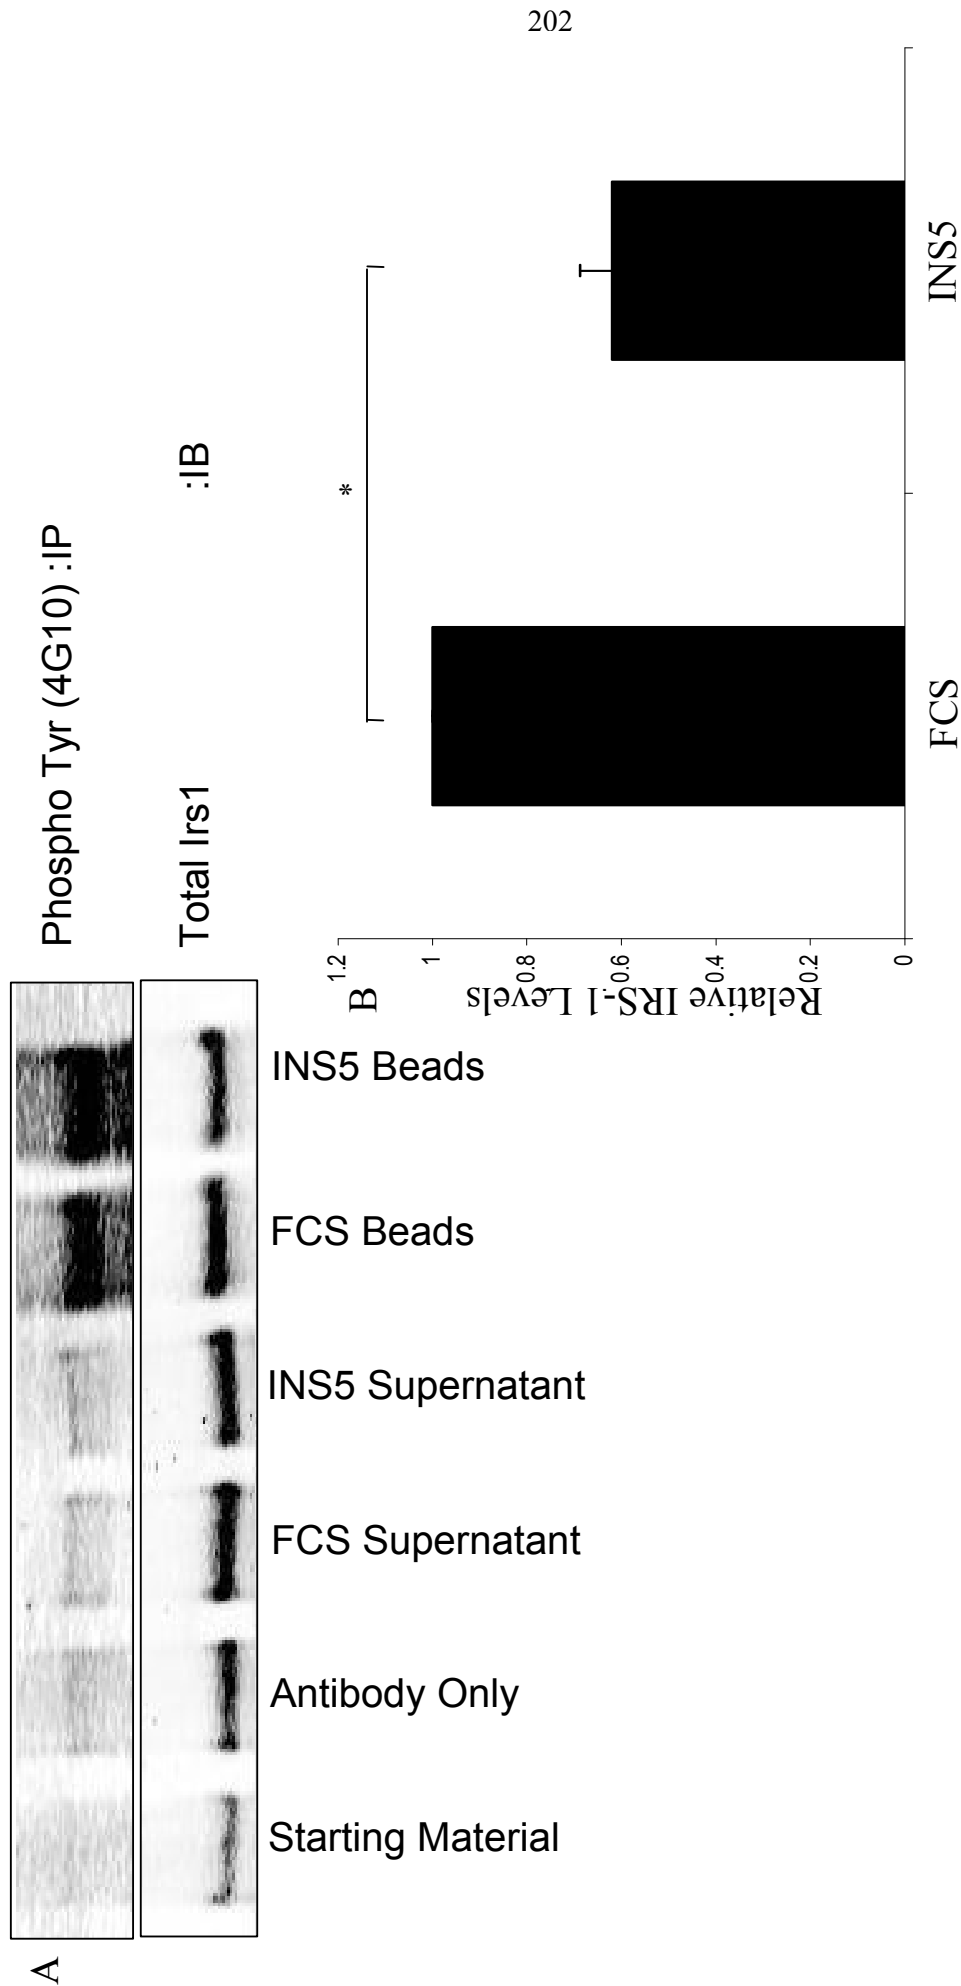 202
A
Phospho Tyr (4G10) :IP
Total Irs1 :IB
Starting Material
Antibody Only
FCS Supernatant
INS5 Supernatant
FCS Beads
INS5 Beads
B
Relative IRS-1 Levels
1.2
1
0.8
0.6
0.4
0.2
0
*
FCS
INS5